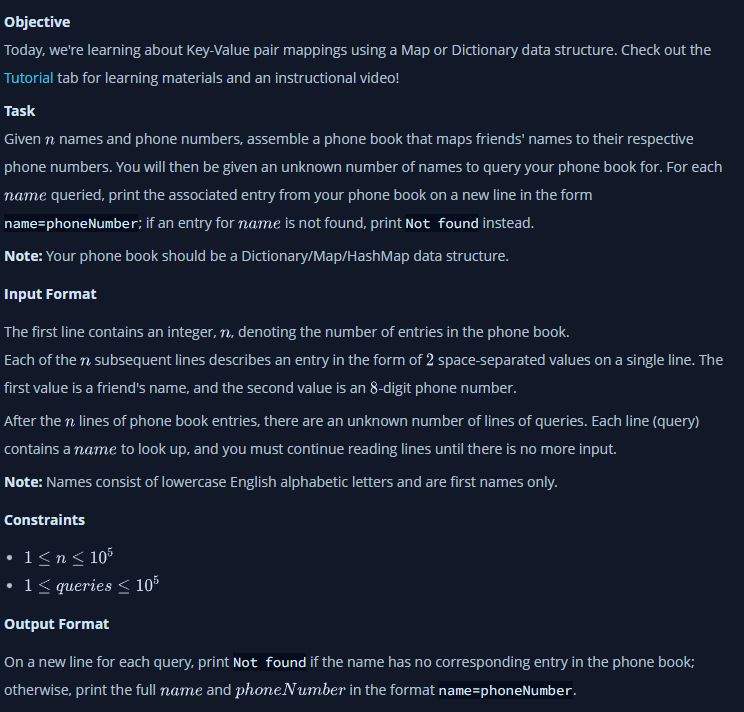 Objective
Today, we're learning about Key-Value pair mappings using a Map or Dictionary data structure. Check out the
Tutorial tab for learning materials and an instructional video!
Task
Given n names and phone numbers, assemble a phone book that maps friends' names to their respective
phone numbers. You will then be given an unknown number of names to query your phone book for. For each
name queried, print the associated entry from your phone book on a new line in the form
name=phoneNumber; if an entry for name is not found, print Not found instead.
Note: Your phone book should be a Dictionary/Map/HashMap data structure.
Input Format
The first line contains an integer, n, denoting the number of entries in the phone book.
Each of the n subsequent lines describes an entry in the form of 2 space-separated values on a single line. The
first value is a friend's name, and the second value is an 8-digit phone number.
After the n lines of phone book entries, there are an unknown number of lines of queries. Each line (query)
contains a name to look up, and you must continue reading lines until there is no more input.
Note: Names consist of lowercase English alphabetic letters and are first names only.
Constraints
• 1 ≤ n ≤ 10⁵
• 1 ≤ queries ≤ 10⁵
Output Format
On a new line for each query, print Not found if the name has no corresponding entry in the phone book;
otherwise, print the full name and phoneNumber in the format name=phoneNumber.